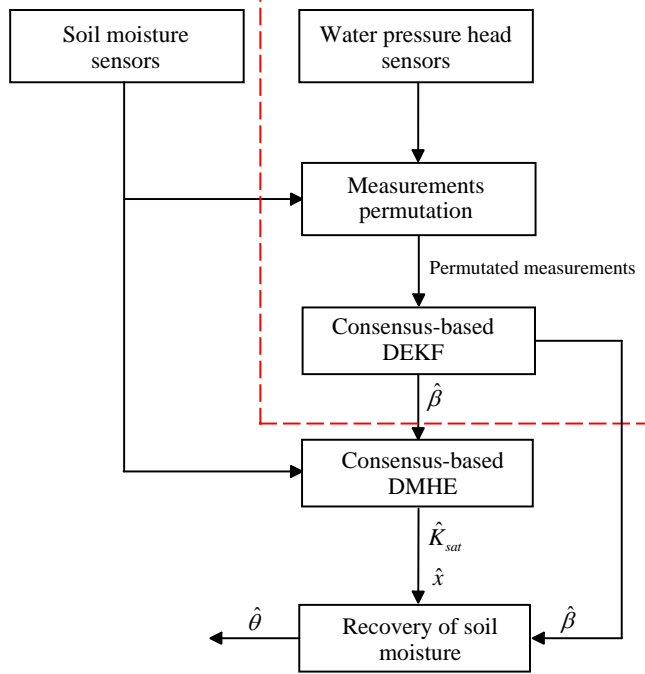 Soil moisture
sensors
Water pressure head
sensors
Measurements
permutation
Permutated measurements
Consensus-based
DEKF
β̂
Consensus-based
DMHE
K̂sat
x̂
θ̂
Recovery of soil
moisture
β̂